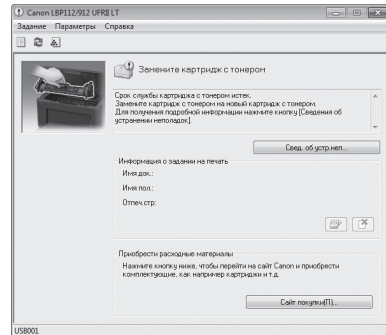 Canon LBP112/912 UFRII LT
Задание Параметры Справка
Замените картридж с тонером
Срок службы картриджа с тонером истек.
Замените картридж с тонером на новый картридж с тонером.
Для получения подробной информации нажмите кнопку [Сведения об
устранении неполадок].
Свед. об устр.неп...
Информация о задании на печать
Имя док.:
Имя пол.:
Отпеч.стр:
Приобрести расходные материалы
Нажмите кнопку ниже, чтобы перейти на сайт Canon и приобрести
комплектующие, как например картриджи и т.д.
Сайт покупки(П)...
USB001